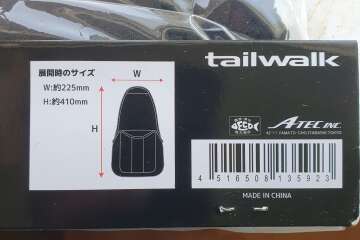 tailwalk
展開時のサイズ
W:約225mm
H:約410mm
W
H
A-TEC INC.
4 516508 135923
MADE IN CHINA